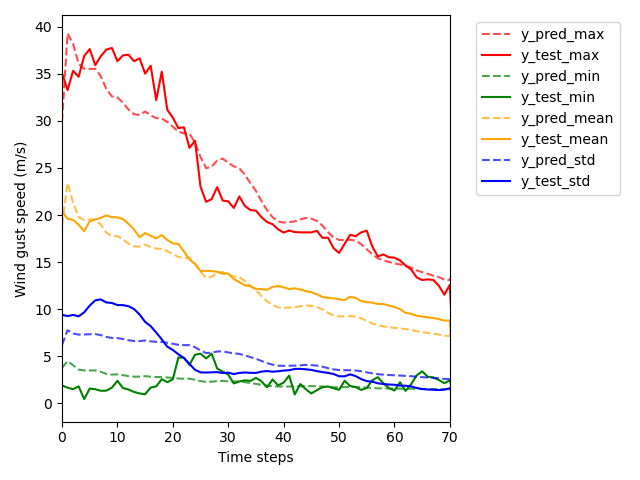 40
35
30
25
20
15
10
5
0
Wind gust speed (m/s)
0 10 20 30 40 50 60 70
Time steps
y_pred_max
y_test_max
y_pred_min
y_test_min
y_pred_mean
y_test_mean
y_pred_std
y_test_std